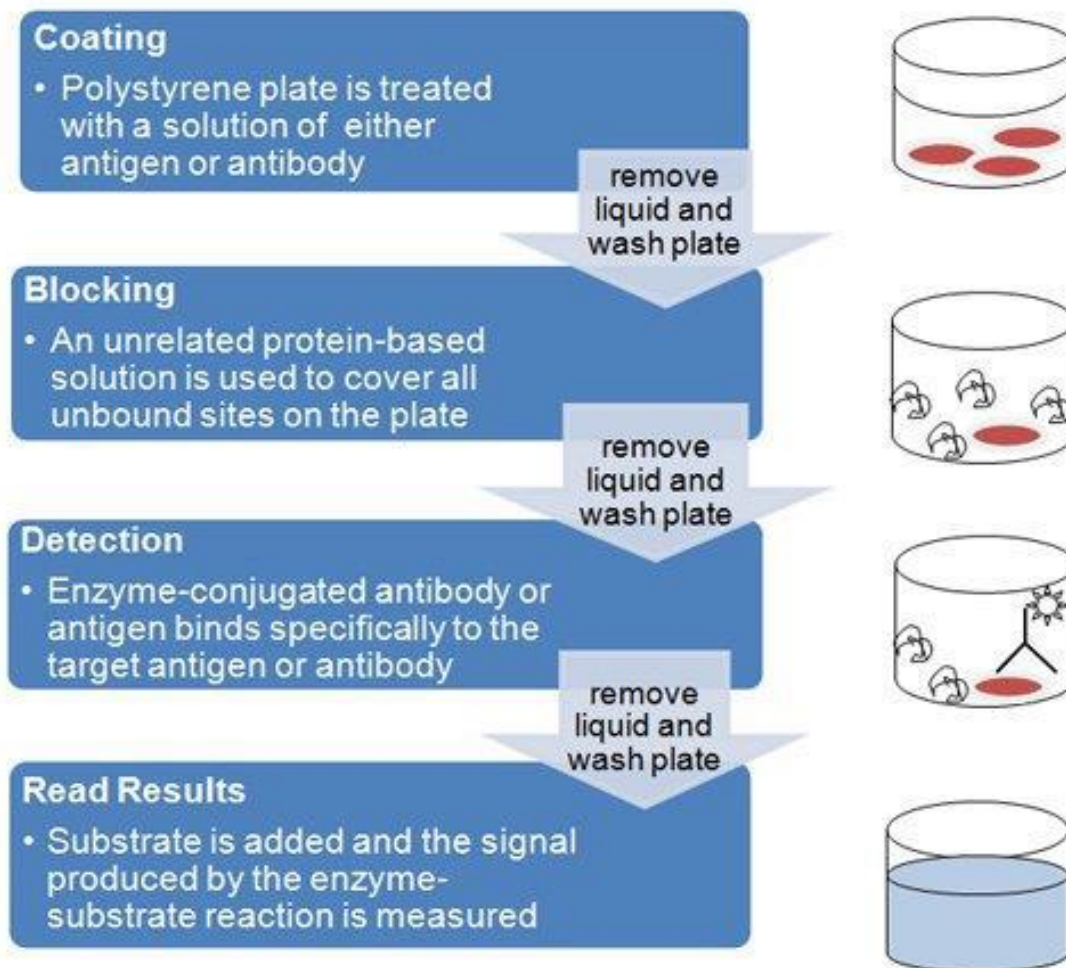 Coating
• Polystyrene plate is treated
with a solution of either
antigen or antibody
remove
liquid and
wash plate
Blocking
• An unrelated protein-based
solution is used to cover all
unbound sites on the plate
remove
liquid and
wash plate
Detection
• Enzyme-conjugated antibody or
antigen binds specifically to the
target antigen or antibody
remove
liquid and
wash plate
Read Results
• Substrate is added and the signal
produced by the enzyme-
substrate reaction is measured